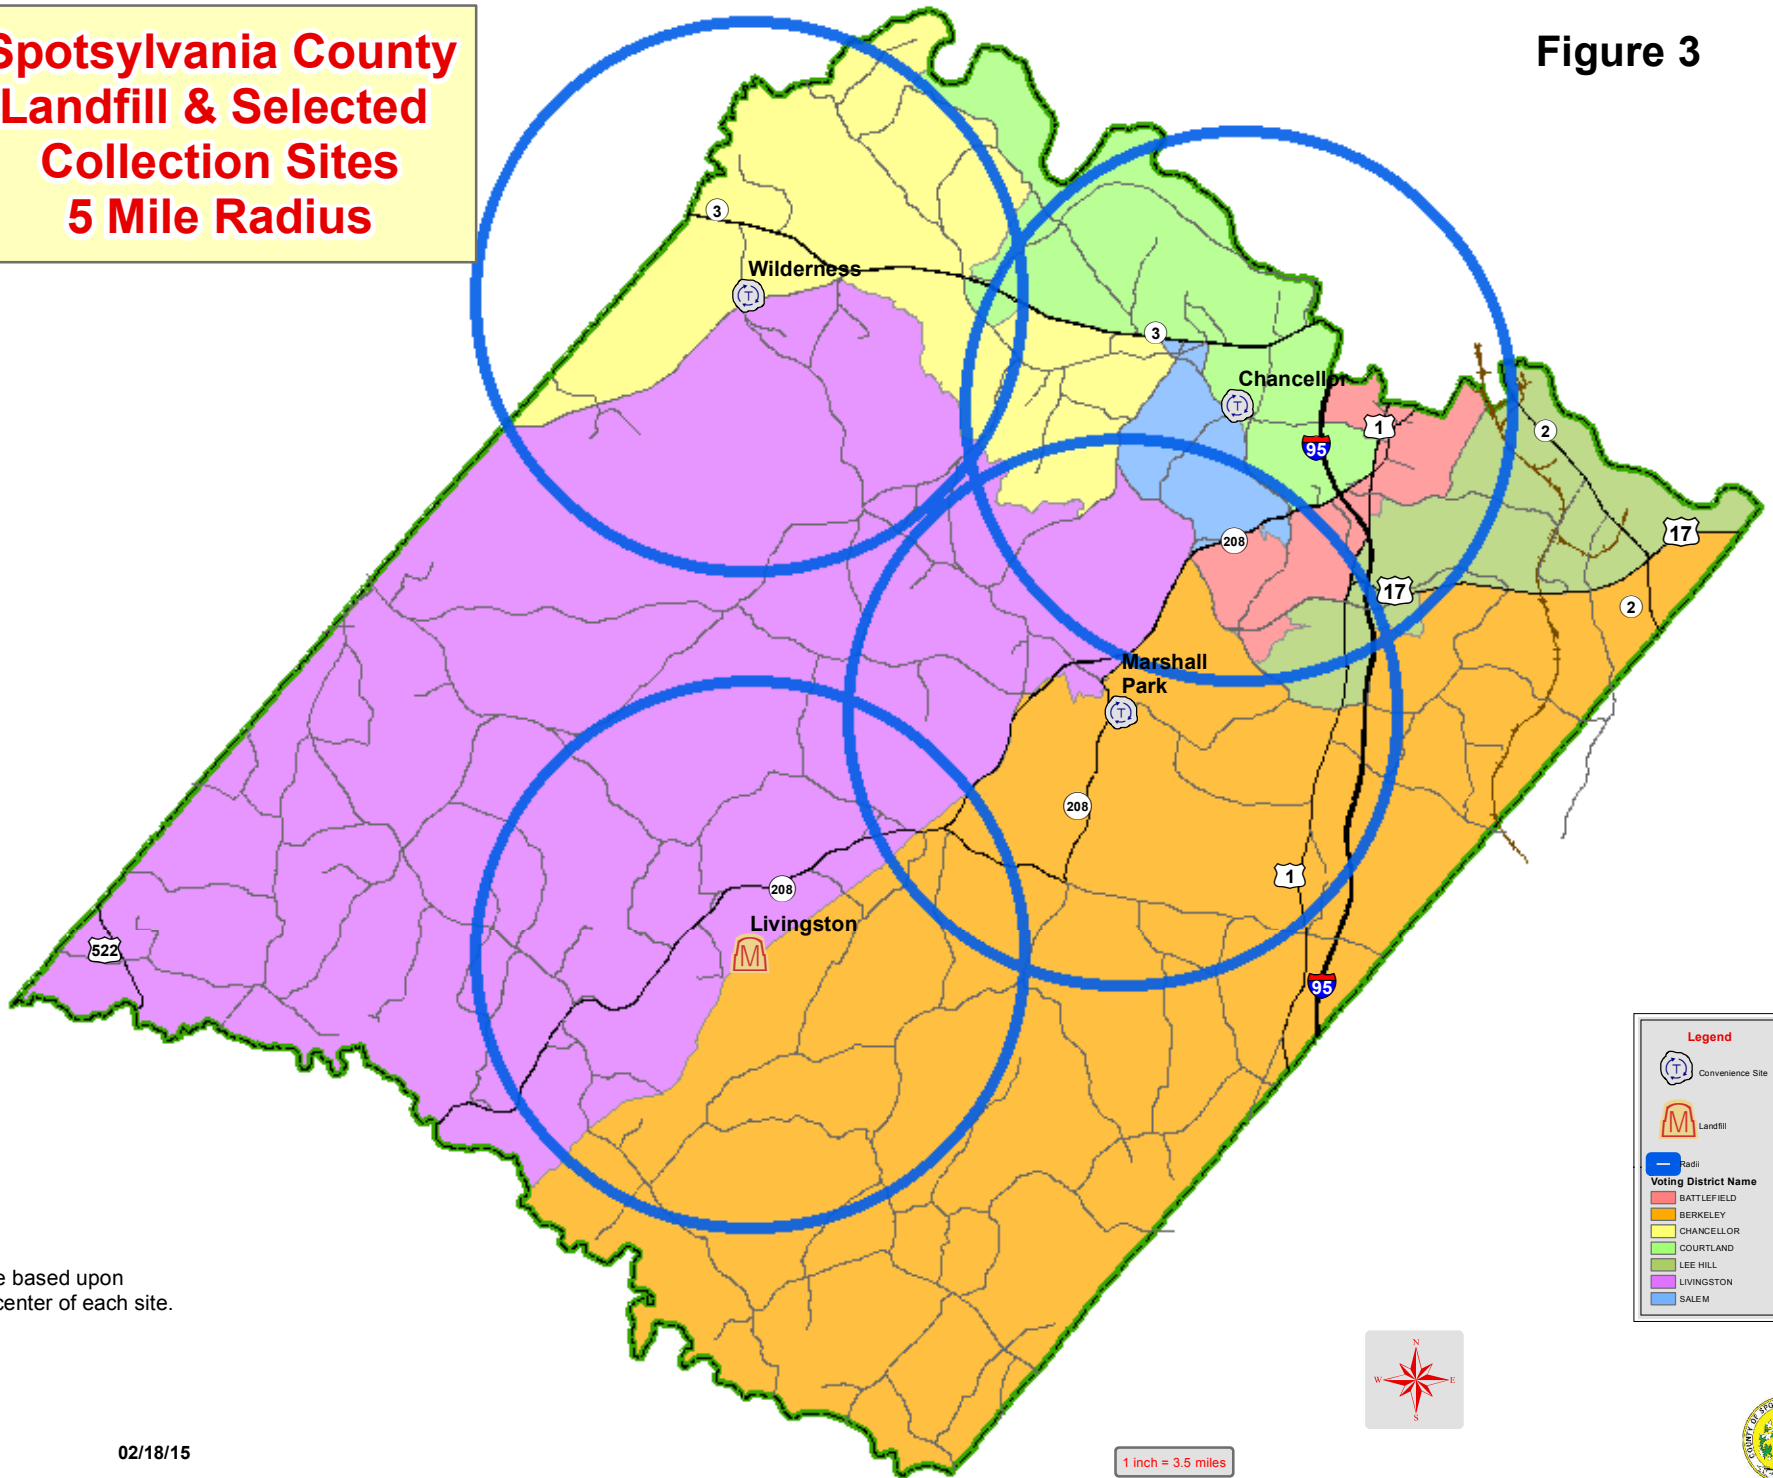 Spotsylvania County
Landfill & Selected
Collection Sites
5 Mile Radius
Figure 3
3
Wilderness
T
3
Chancellor
T
95
1
2
17
208
17
2
Marshall
Park
T
208
208
1
Livingston
M
522
95
Legend
T
Convenience Site
M
Landfill
Radii
Voting District Name
BATTLEFIELD
BERKELEY
CHANCELLOR
COURTLAND
LEE HILL
LIVINGSTON
SALEM
e based upon
center of each site.
N
W E
S
02/18/15
1 inch = 3.5 miles
COUNTY OF SPO